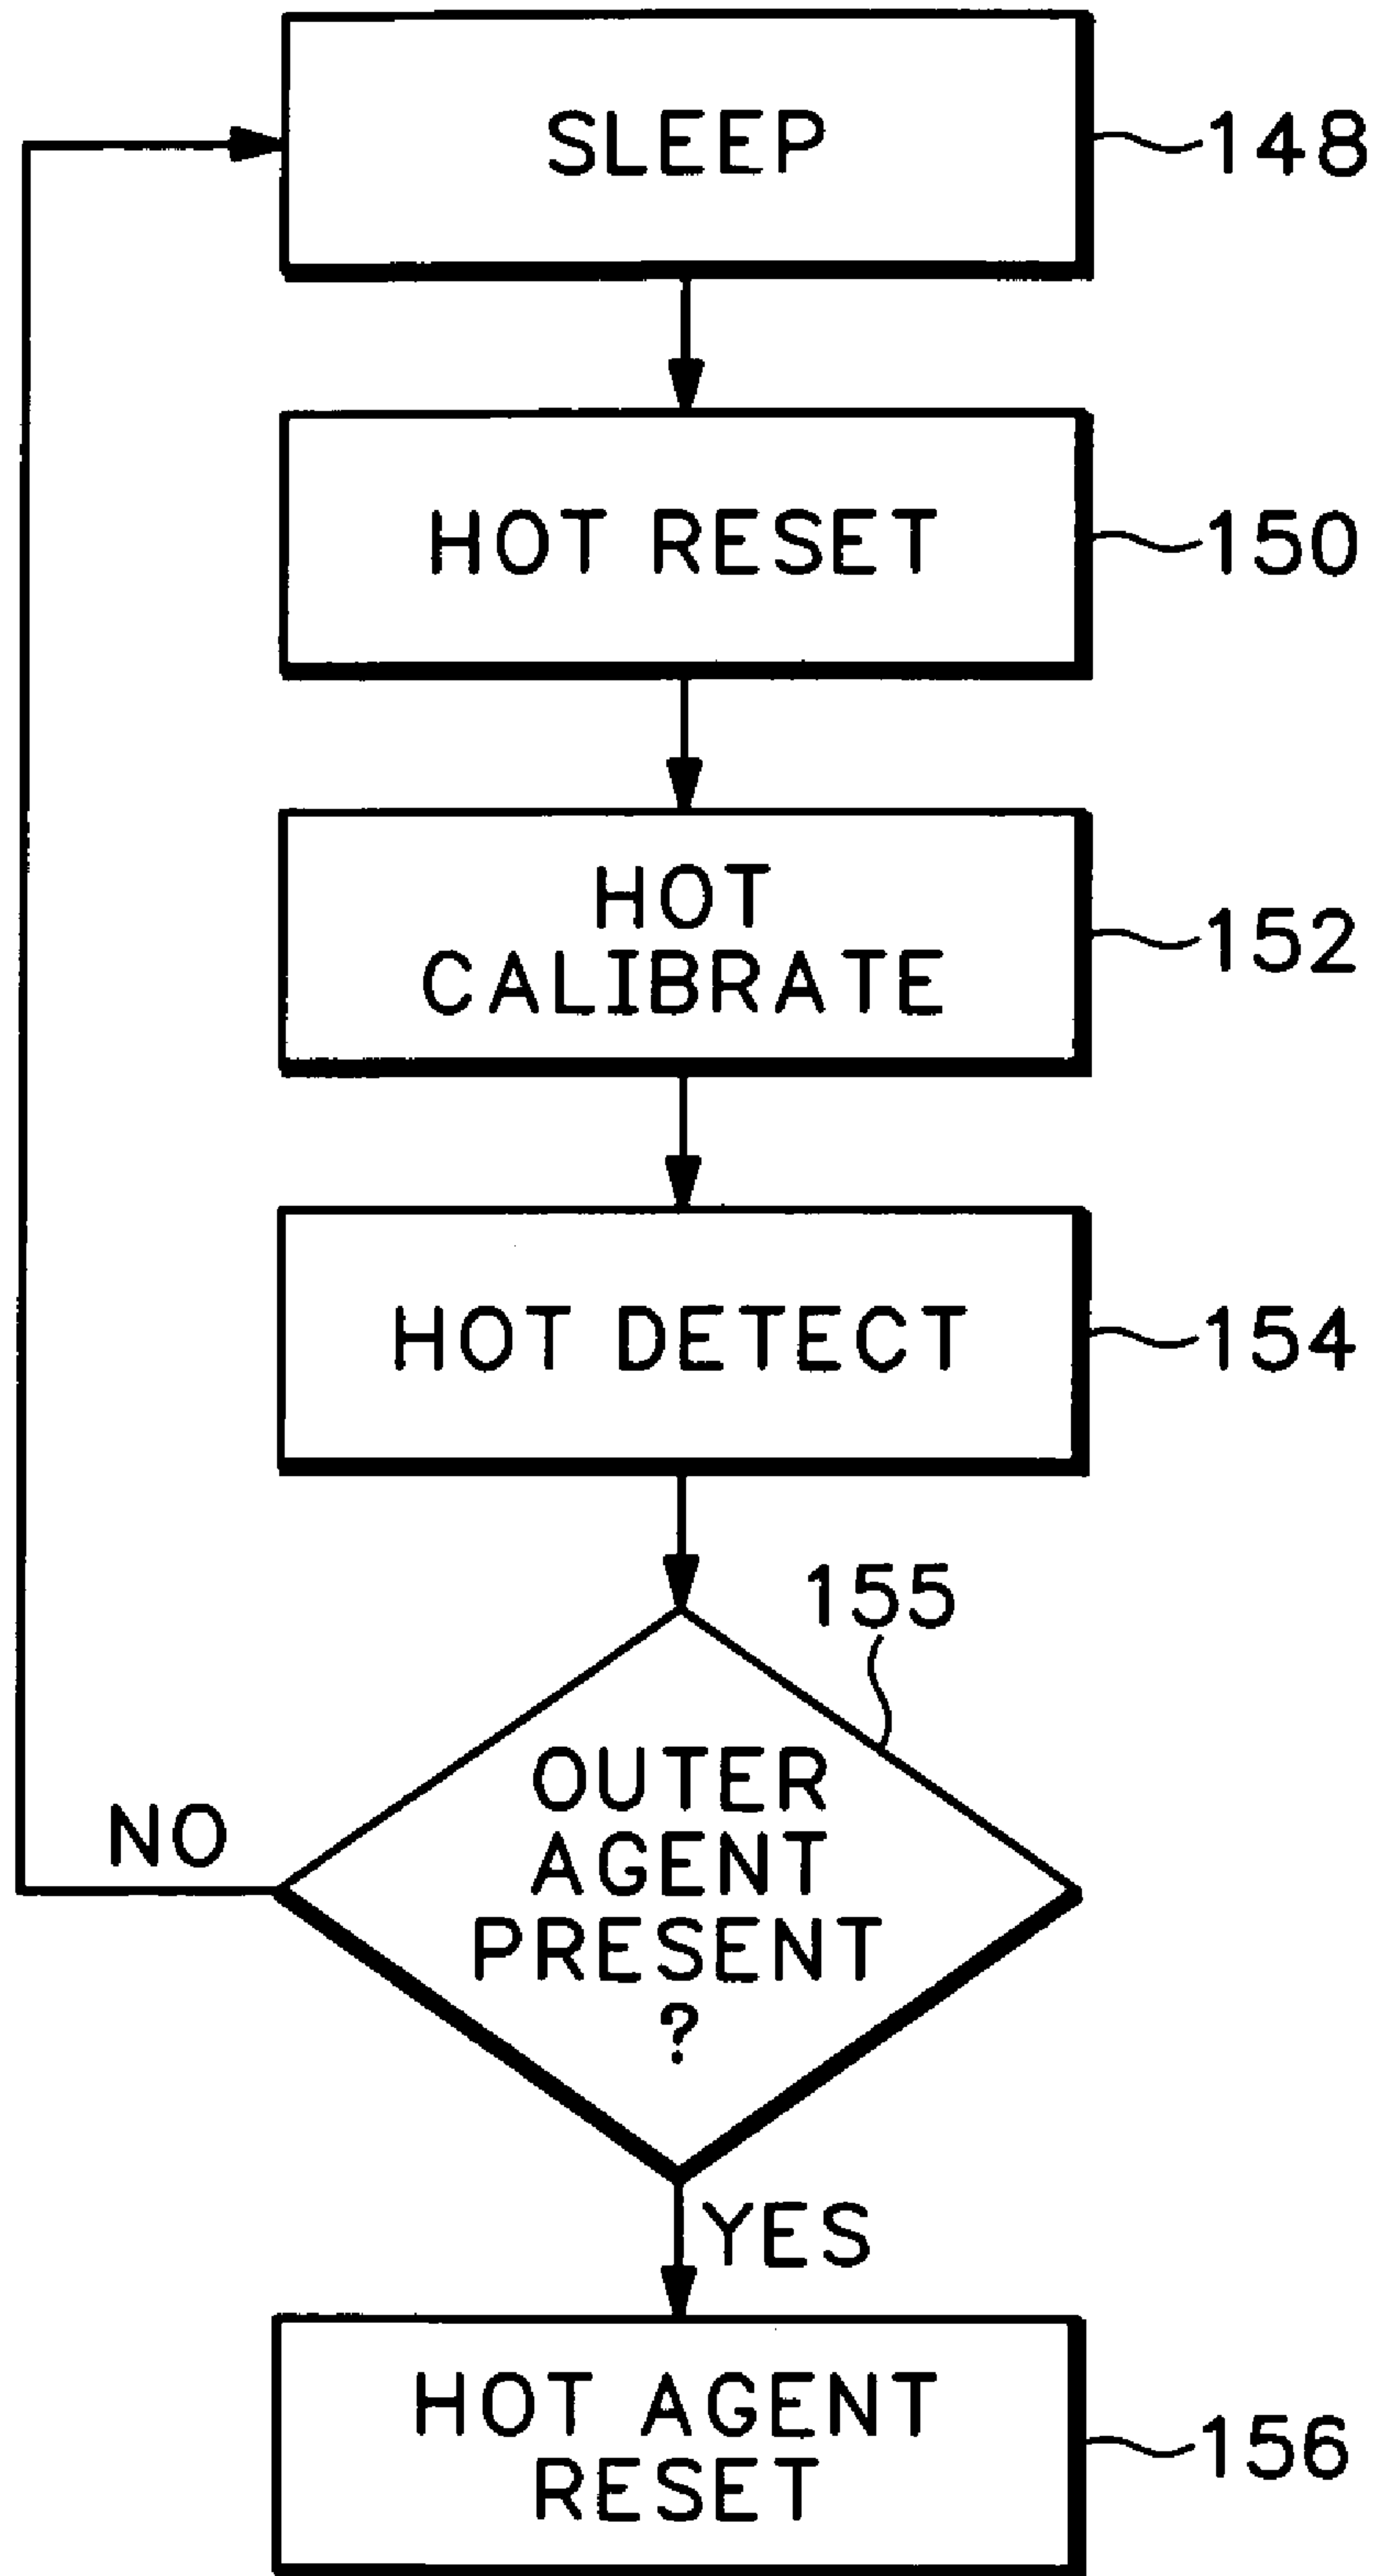 SLEEP
148
HOT RESET
150
HOT
CALIBRATE
152
HOT DETECT
154
155
OUTER
AGENT
PRESENT
?
NO
YES
HOT AGENT
RESET
156